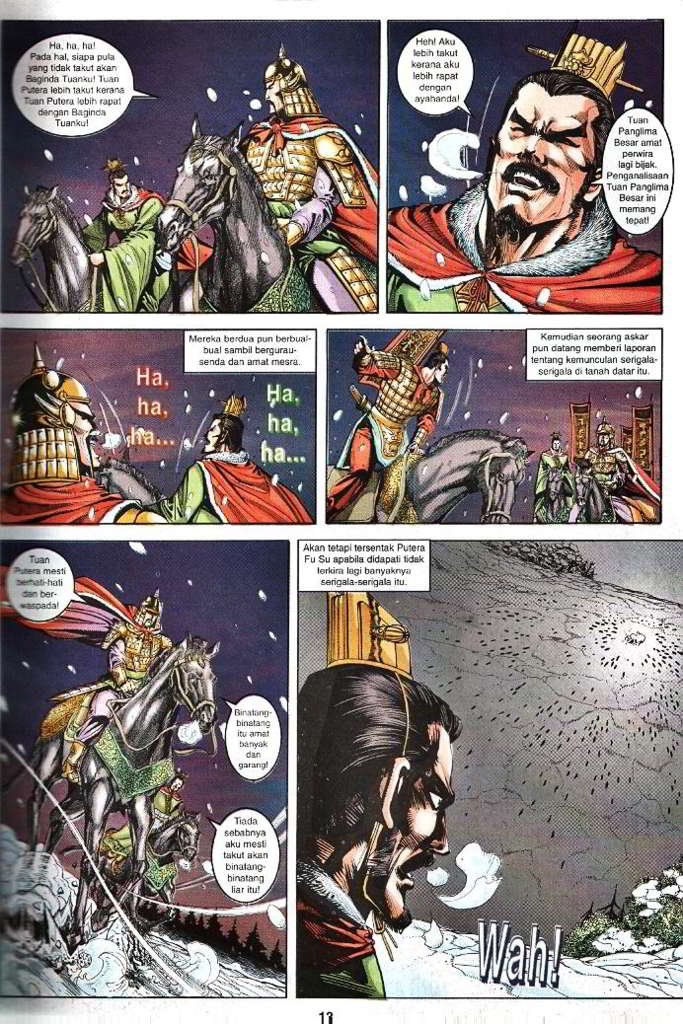 Ha, ha, ha!
Pada hal, siapa pula
yang tidak takut akan
Baginda Tuanku! Tuan
Putera lebih takut kerana
Tuan Putera lebih rapat
dengan Baginda
Tuanku!
Heh! Aku
lebih takut
kerana aku
lebih rapat
dengan
ayahanda!
Tuan
Panglima
Besar amat
perwira
lagi bijak.
Penganalisaan
Tuan Panglima
Besar ini
memang
tepat!
Mereka berdua pun berbual-
bual sambil bergurau-
senda dan amat mesra.
Ha,
ha,
ha...
Ha,
ha,
ha...
Kemudian seorang askar
pun datang memberi laporan
tentang kemunculan serigala-
serigala di tanah datar itu.
Tuan
Putera mesti
berhati-hati
dan ber-
waspada!
Binatang-
binatang
itu amat
banyak
dan
garang!
Tiada
sebabnya
aku mesti
takut akan
binatang-
binatang
liar itu!
Akan tetapi tersentak Putera
Fu Su apabila didapati tidak
terkira lagi banyaknya
serigala-serigala itu.
Wah!